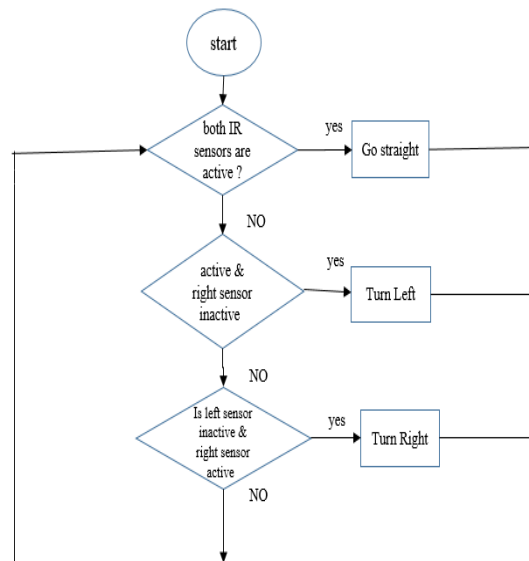 start
both IR
sensors are
active ?
yes
Go straight
NO
active &
right sensor
inactive
yes
Turn Left
NO
Is left sensor
inactive &
right sensor
active
yes
Turn Right
NO